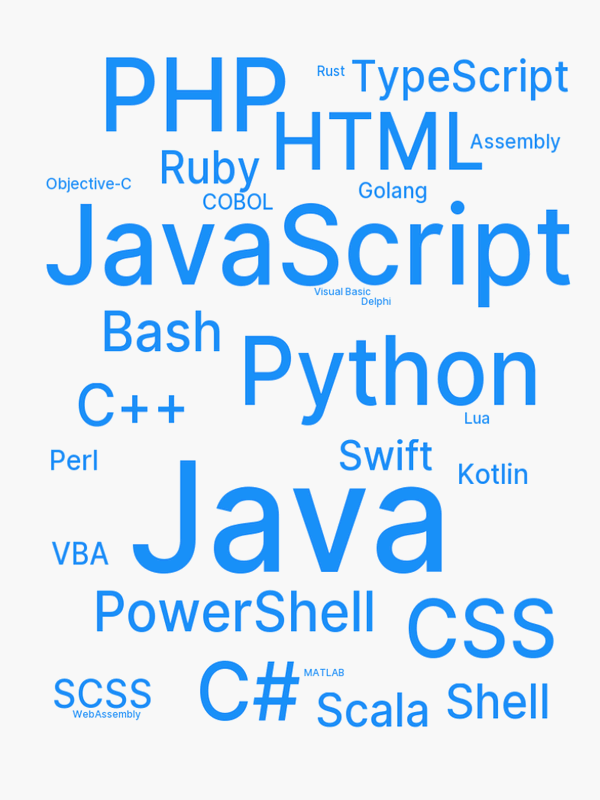 PHP
Rust
TypeScript
HTML
Assembly
Ruby
Objective-C
Golang
COBOL
JavaScript
Visual Basic
Delphi
Bash
Python
C++
Lua
Swift
Perl
Kotlin
Java
VBA
PowerShell
CSS
C#
MATLAB
SCSS
WebAssembly
Scala
Shell